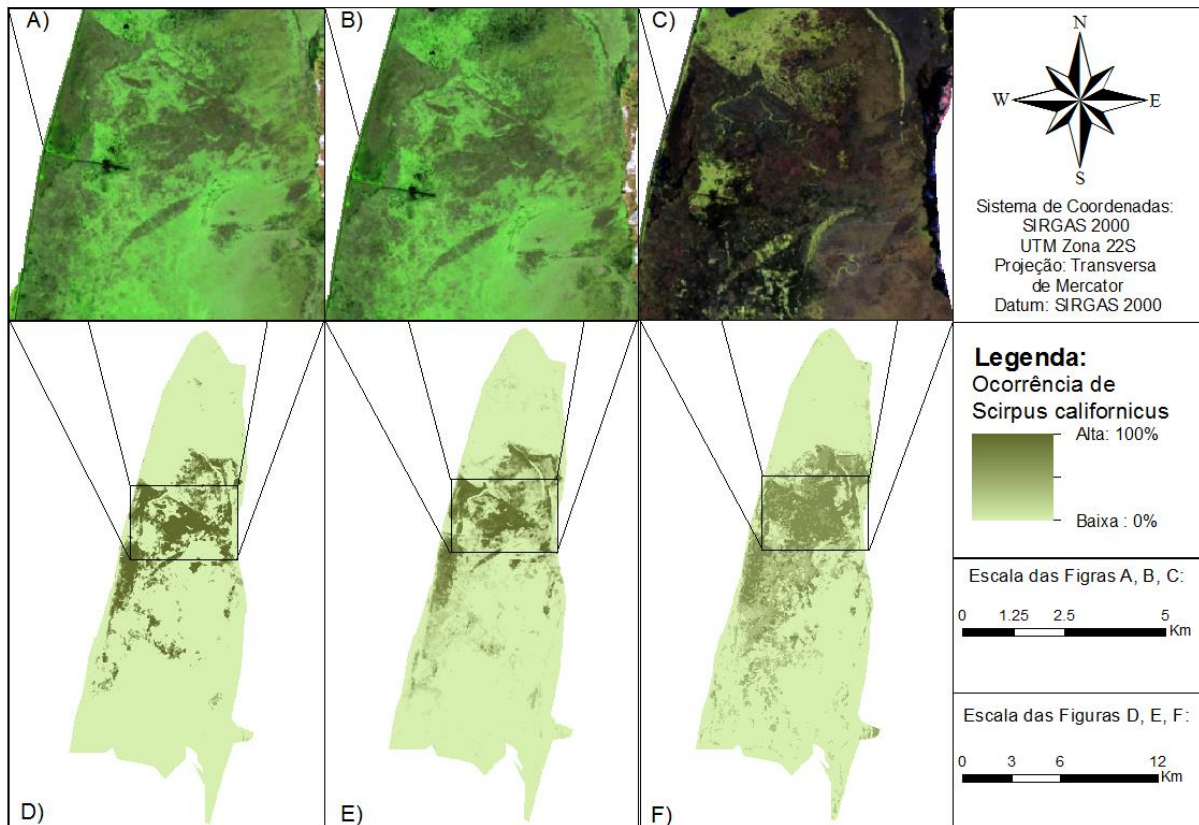 A)
B)
C)
N
W
E
S
Sistema de Coordenadas:
SIRGAS 2000
UTM Zona 22S
Projeção: Transversa
de Mercator
Datum: SIRGAS 2000
Legenda:
Ocorrência de
Scirpus californicus
Alta: 100%
Baixa : 0%
Escala das Figras A, B, C:
0 1.25 2.5 5
Km
Escala das Figuras D, E, F:
0 3 6 12
Km
D)
E)
F)